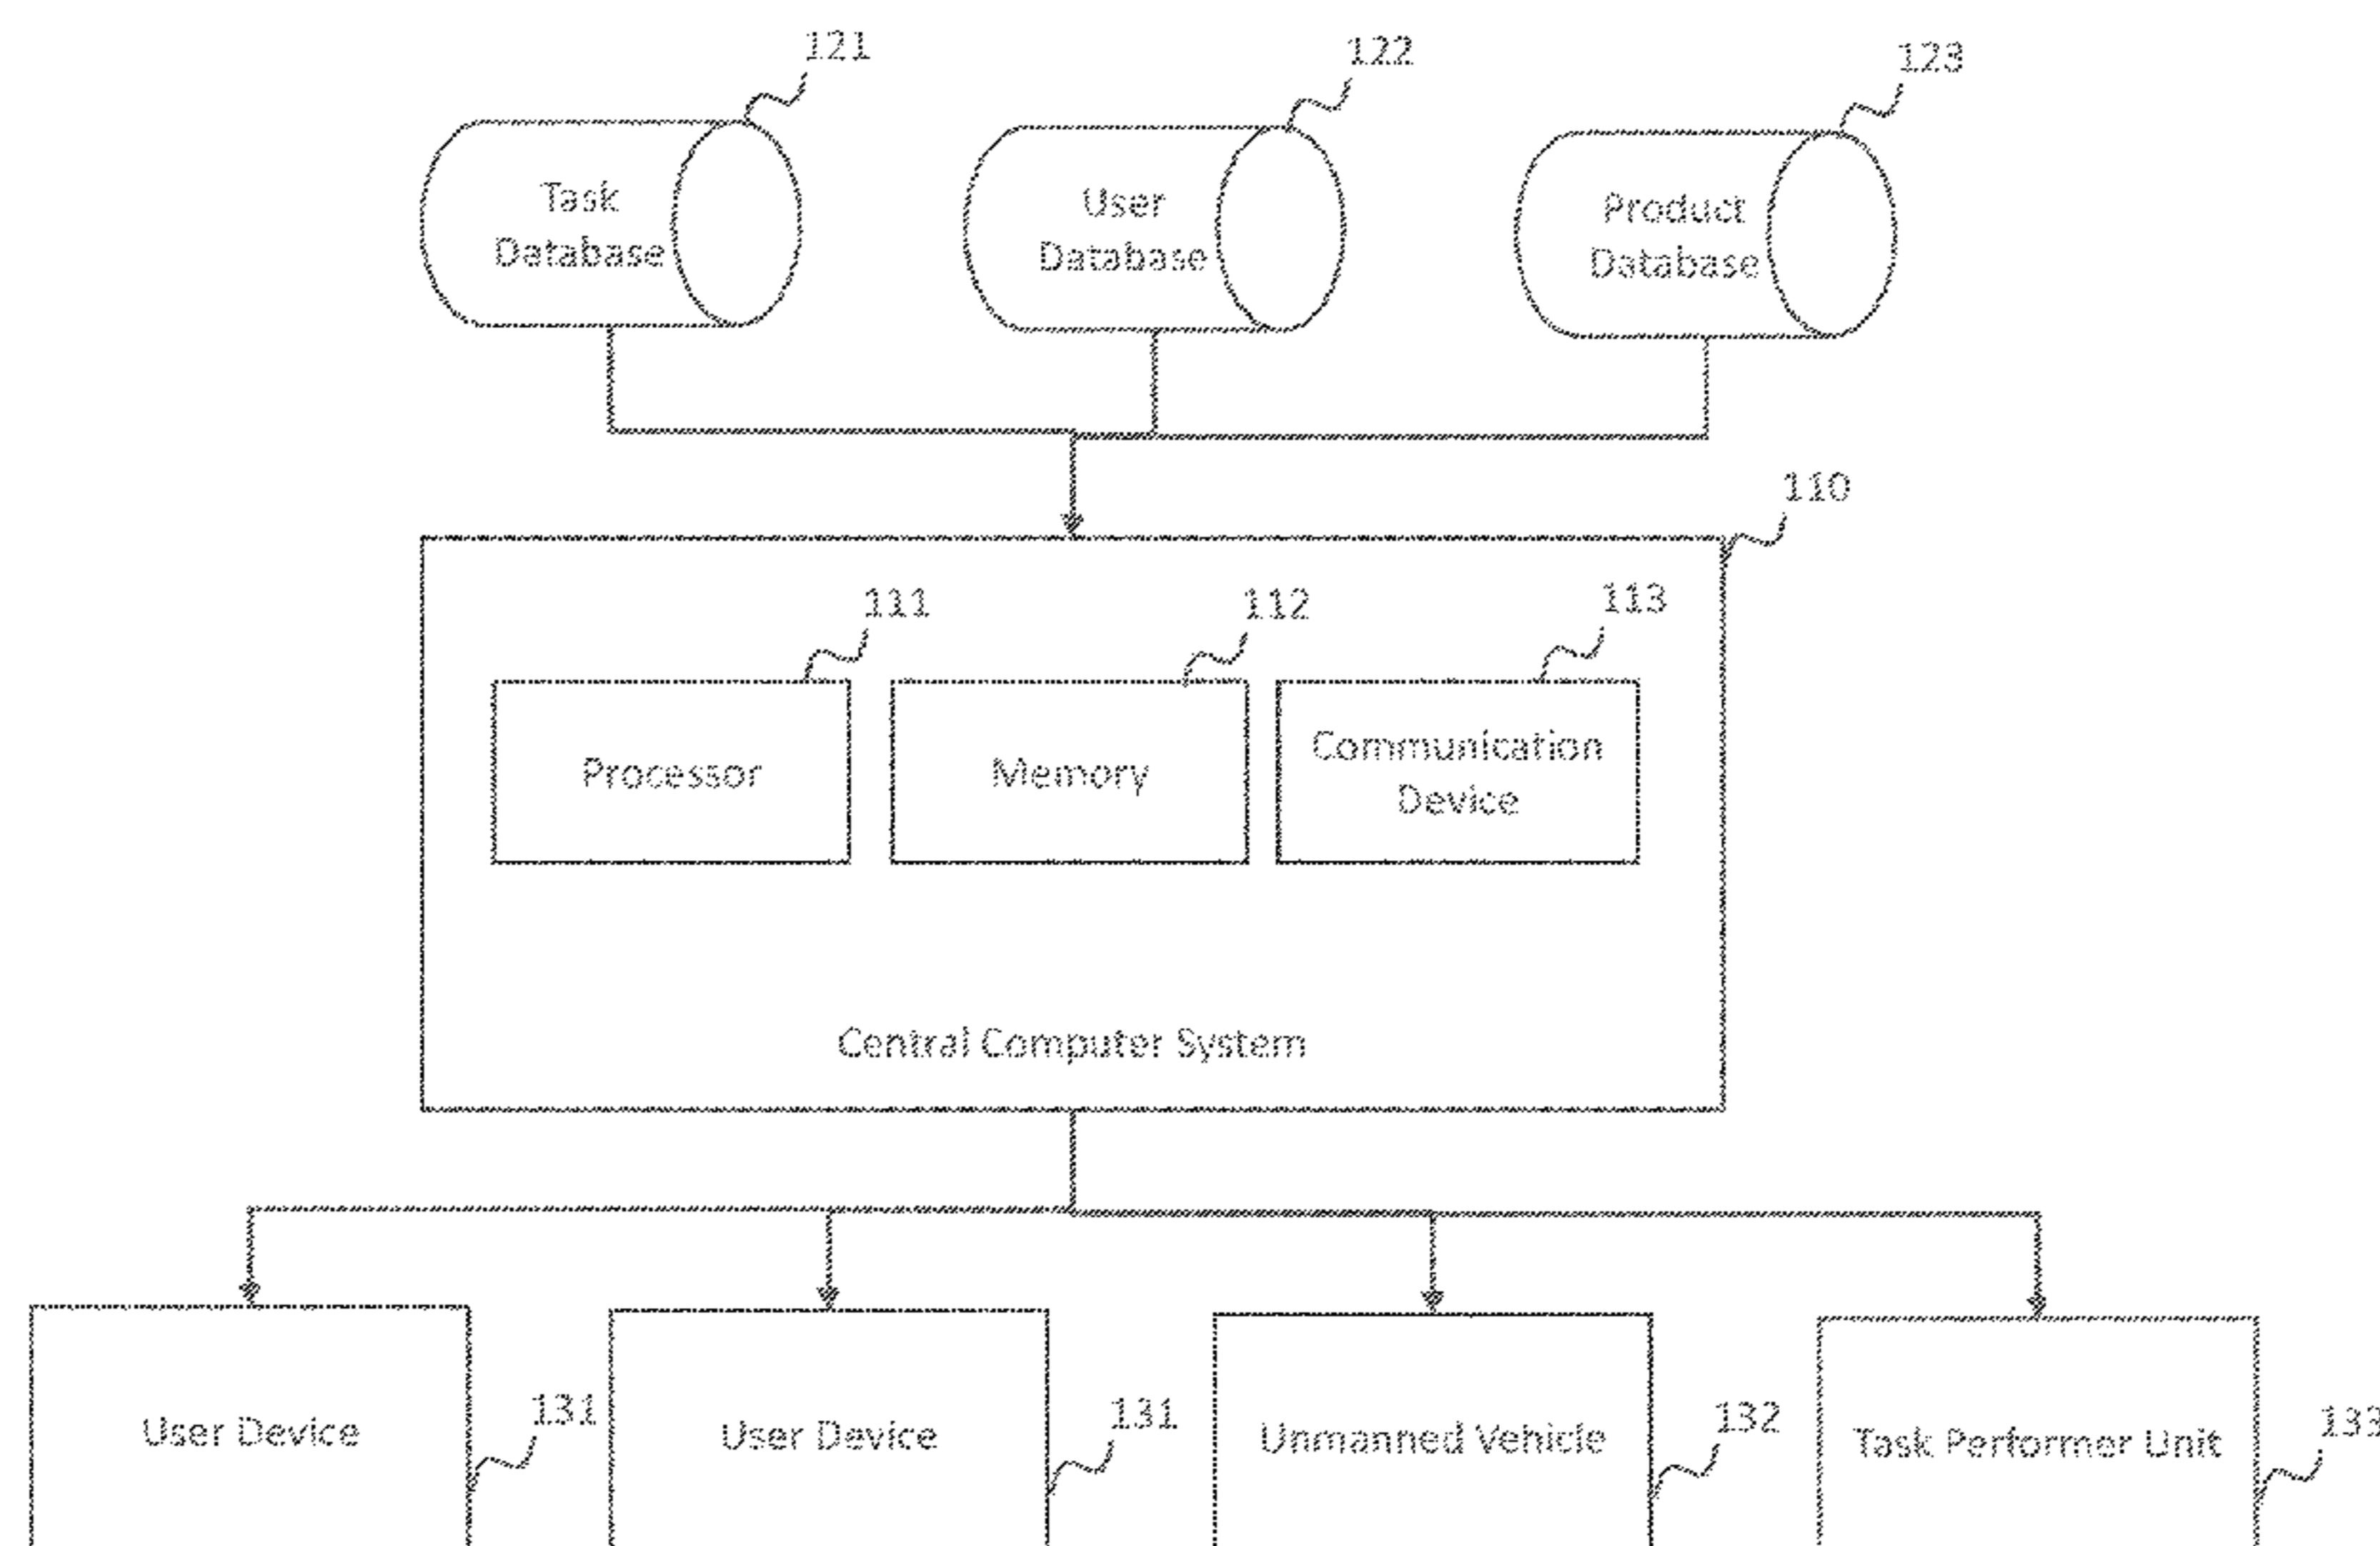 121
122
123
Task
Database
User
Database
Product
Database
110
111
112
113
Processor
Memory
Communication
Device
Central Computer System
131
131
132
133
User Device
User Device
Unmanned Vehicle
Task Performer Unit